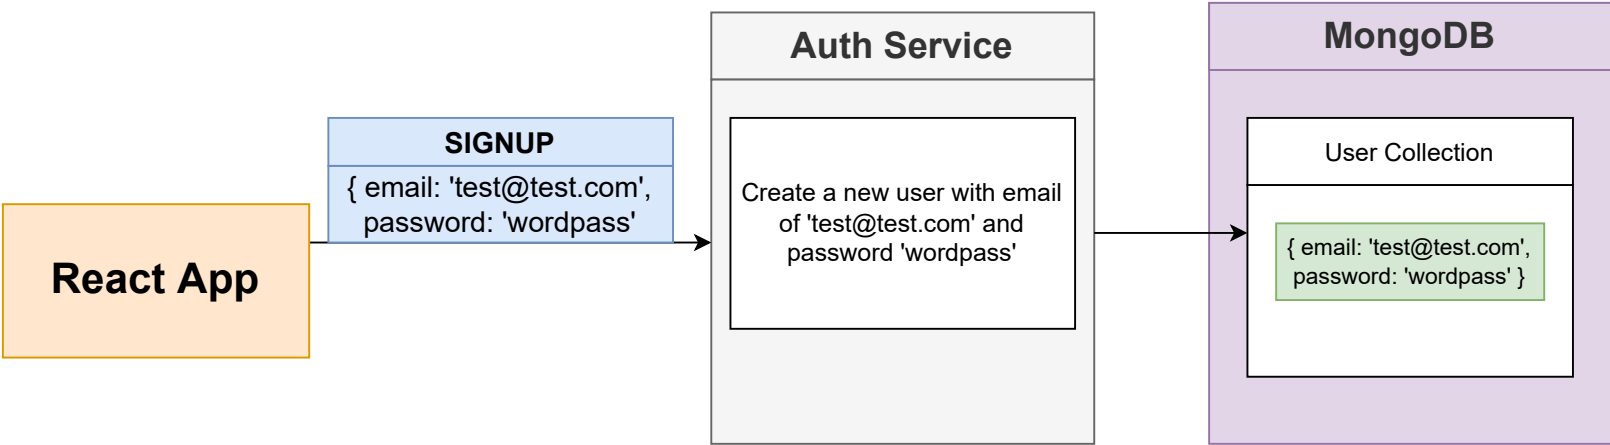 React App
SIGNUP
{ email: 'test@test.com',
password: 'wordpass'
Auth Service
Create a new user with email
of 'test@test.com' and
password 'wordpass'
MongoDB
User Collection
{ email: 'test@test.com',
password: 'wordpass' }